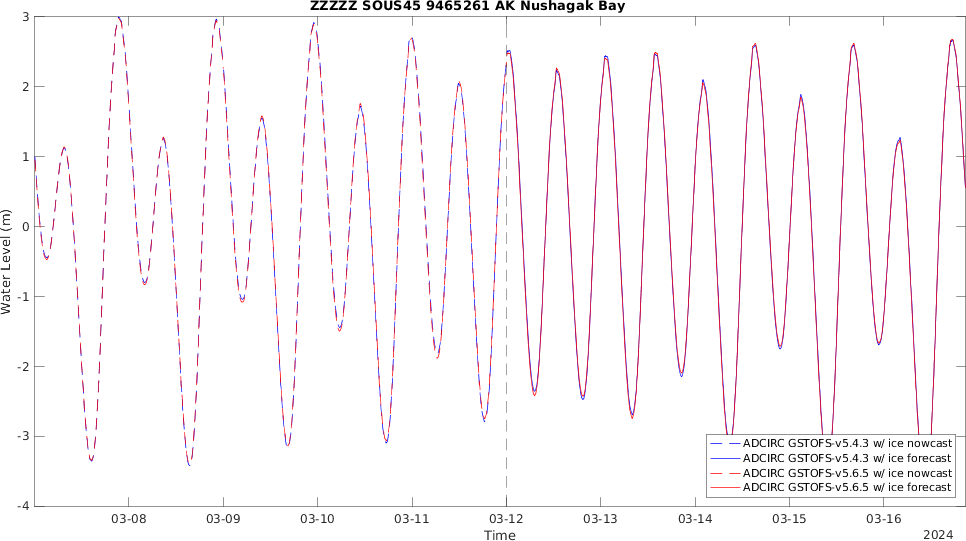 ZZZZZ SOUS45 9465261 AK Nushagak Bay
3
2
1
0
-1
-2
-3
-4
Water Level (m)
ADCIRC GSTOFS-v5.4.3 w/ ice nowcast
ADCIRC GSTOFS-v5.4.3 w/ ice forecast
ADCIRC GSTOFS-v5.6.5 w/ ice nowcast
ADCIRC GSTOFS-v5.6.5 w/ ice forecast
03-08 03-09 03-10 03-11 03-12 03-13 03-14 03-15 03-16
Time
2024